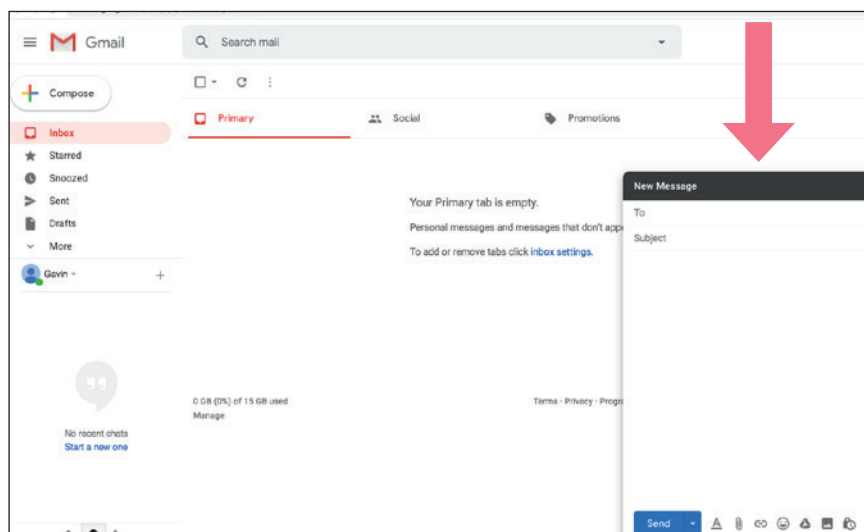 Gmail
Search mail
Compose
Primary
Social
Promotions
Inbox
Starred
Snoozed
Sent
Drafts
More
Gavin
Your Primary tab is empty.
Personal messages and messages that don't appe
To add or remove tabs click inbox settings.
New Message
To
Subject
0 GB (0%) of 15 GB used
Manage
Terms · Privacy · Progra
No recent chats
Start a new one
Send